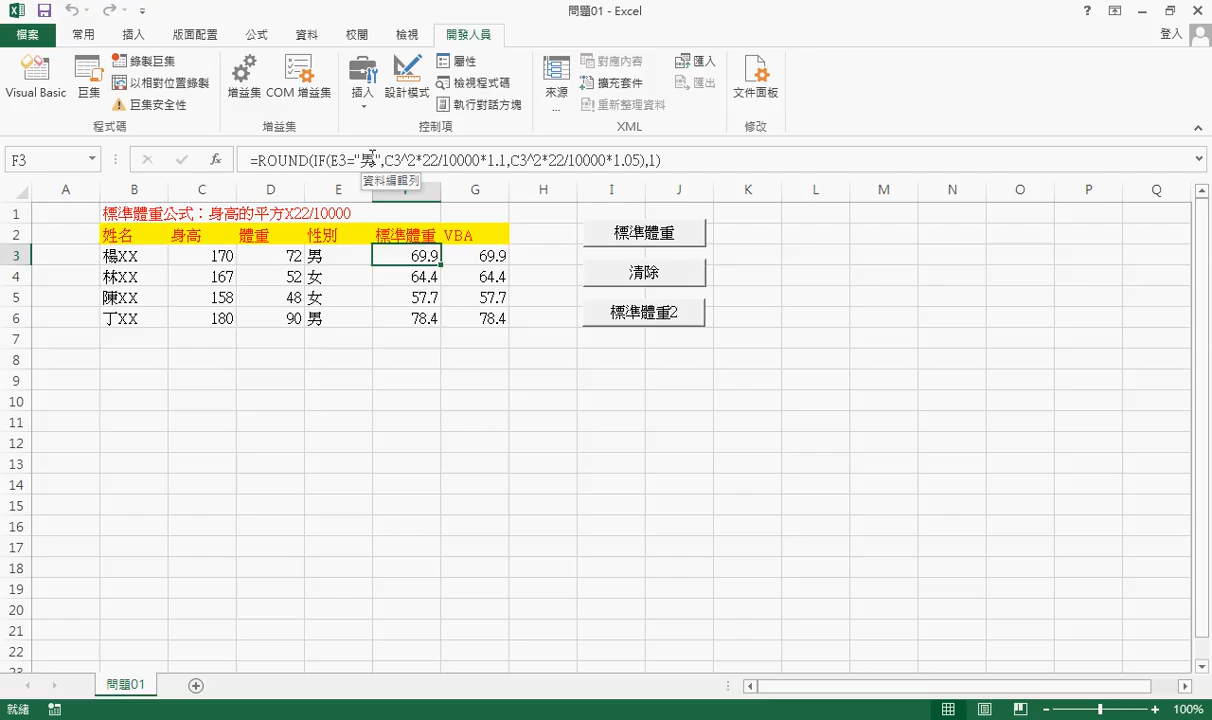 問題01 - Excel
檔案 常用 插入 版面配置 公式 資料 校閱 檢視 開發人員 登入
Visual Basic 巨集 錄製巨集 以相對位置錄製 巨集安全性 增益集 COM 增益集 插入 設計模式 屬性 檢視程式碼 執行對話方塊 來源 對應內容 擴充套件 重新整理資料 匯入 匯出 文件面板
程式碼 增益集 控制項 XML 修改
F3 fx =ROUND(IF(E3="男",C3^2*22/10000*1.1,C3^2*22/10000*1.05),1)
資料編輯列
A B C D E F G H I J K L M N O P Q
1 標準體重公式：身高的平方X22/10000
2 姓名 身高 體重 性別 標準體重 VBA 標準體重
3 楊XX 170 72 男 69.9 69.9
4 林XX 167 52 女 64.4 64.4 清除
5 陳XX 158 48 女 57.7 57.7
6 丁XX 180 90 男 78.4 78.4 標準體重2
7
8
9
10
11
12
13
14
15
16
17
18
19
20
21
22
23
問題01
就緒 100%